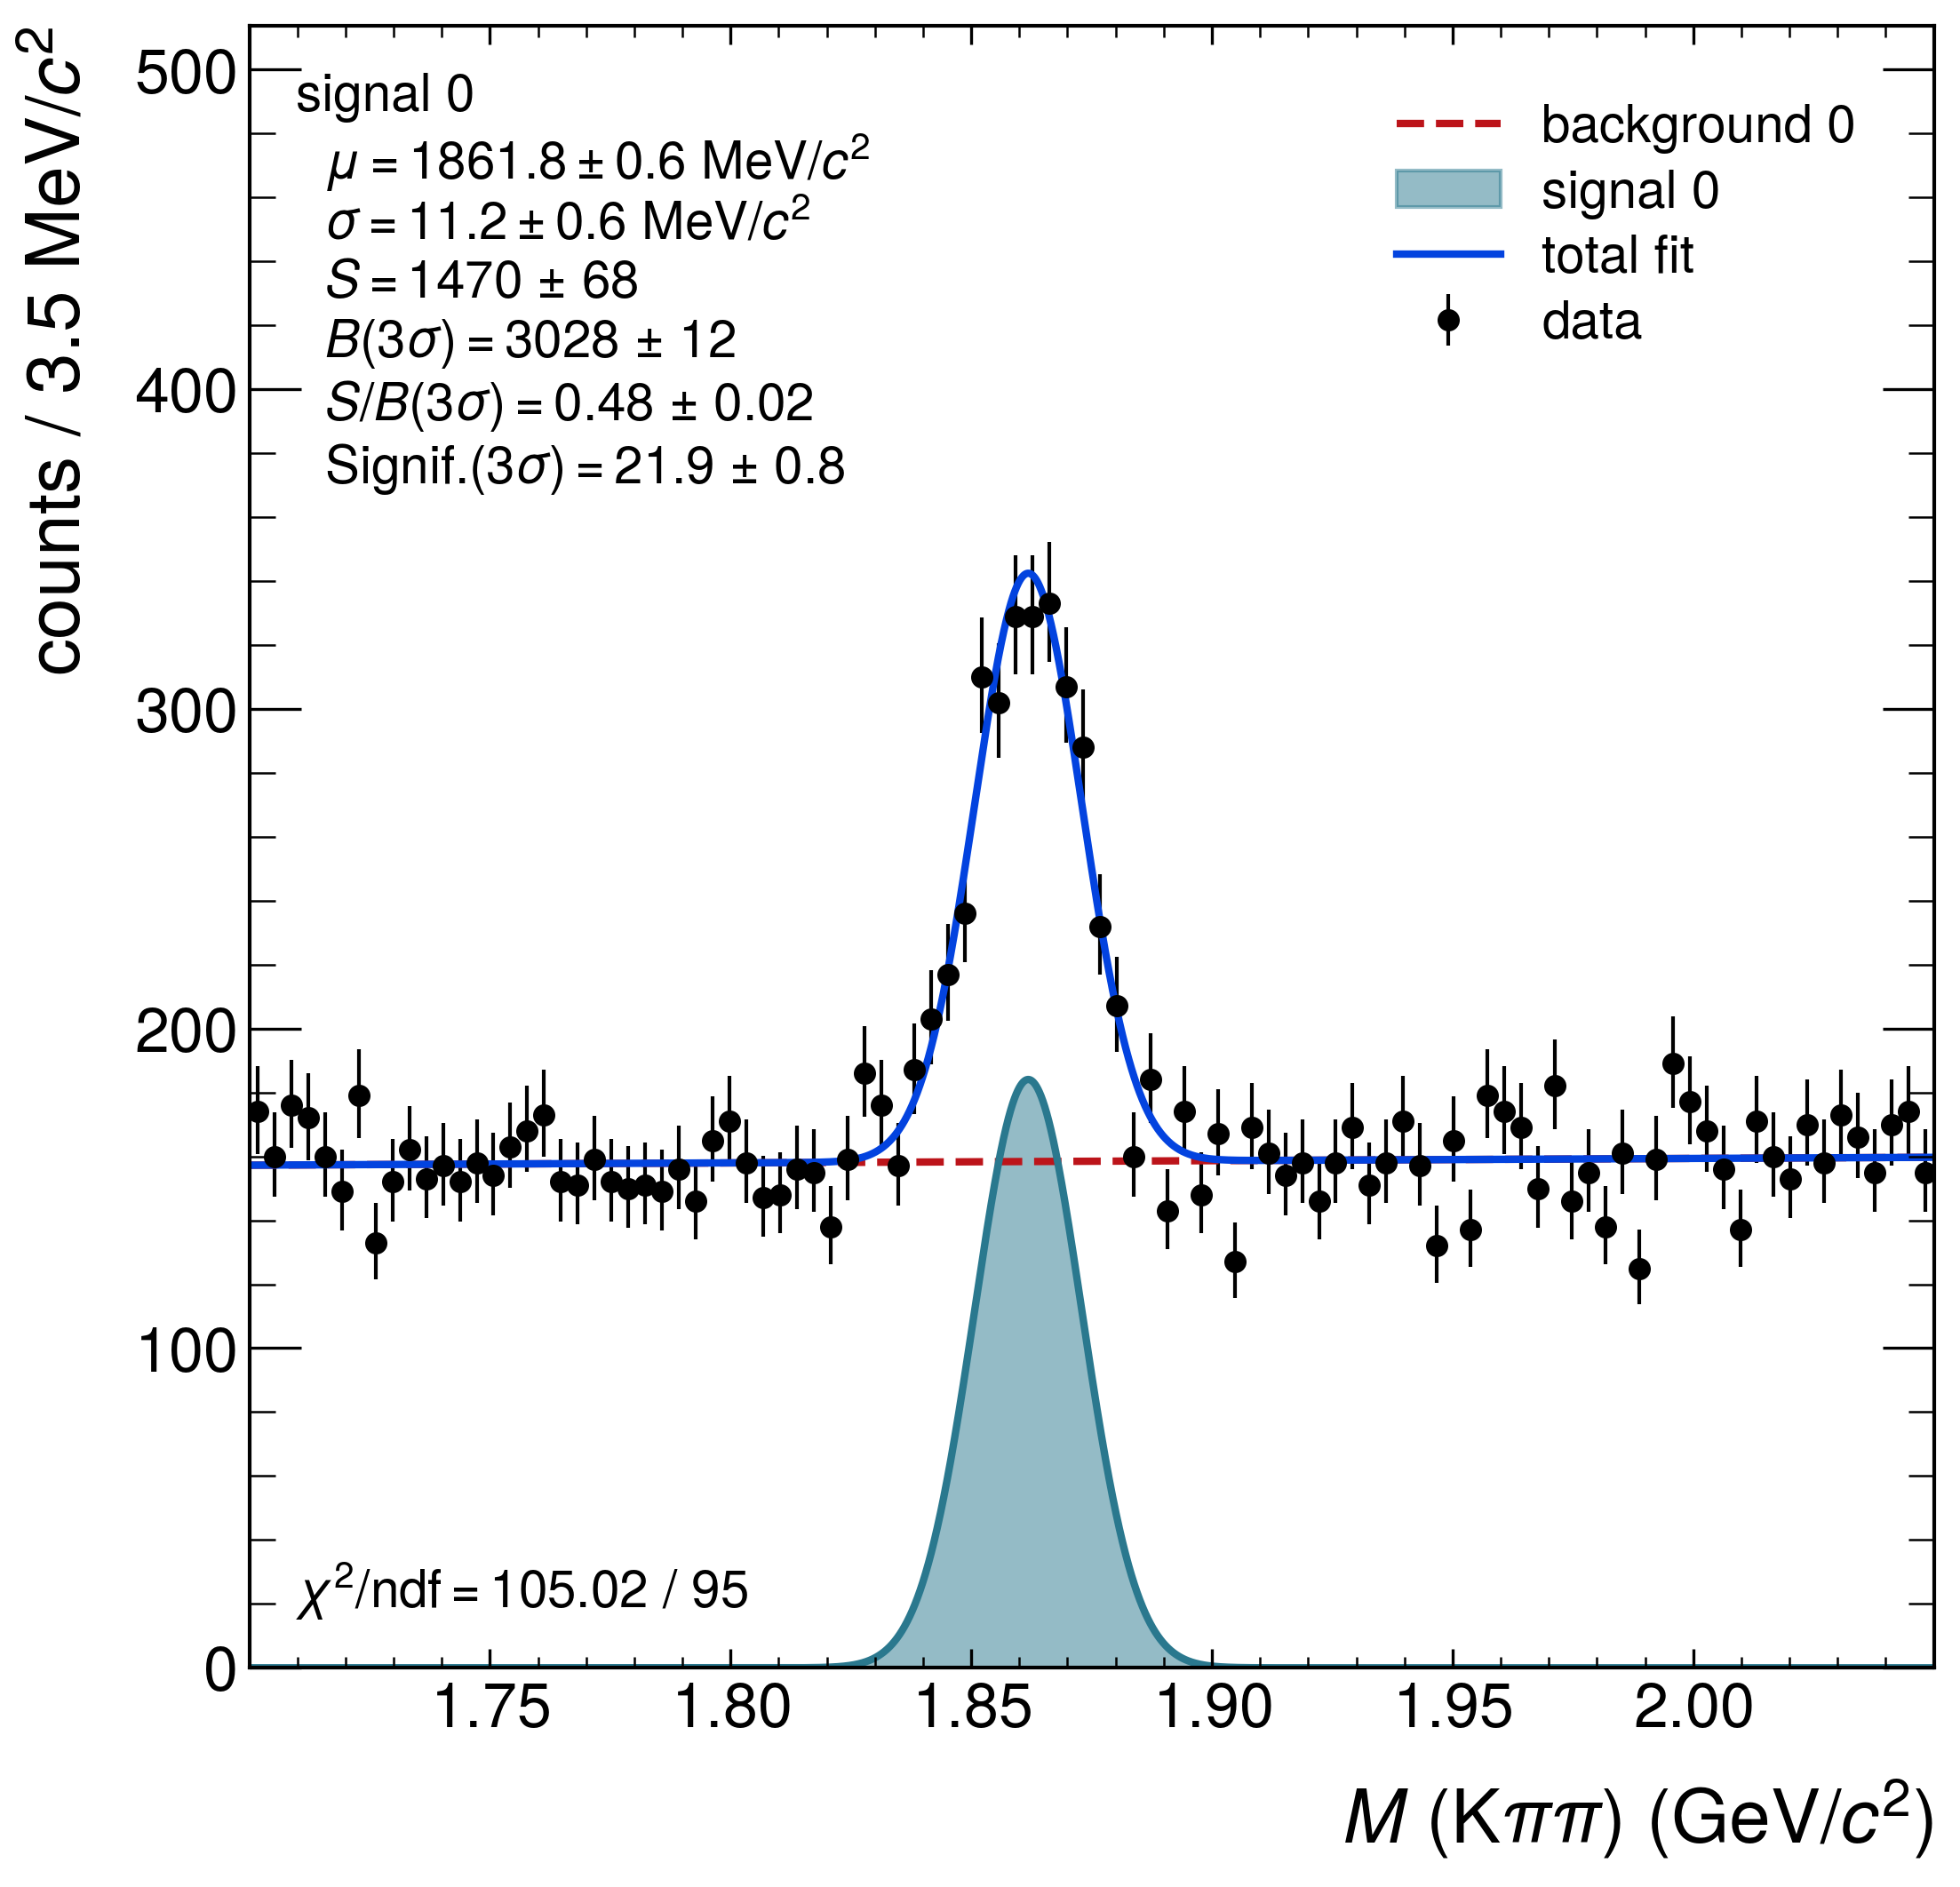 counts / 3.5 MeV/c²
500
400
300
200
100
0
signal 0
μ = 1861.8 ± 0.6 MeV/c²
σ = 11.2 ± 0.6 MeV/c²
S = 1470 ± 68
B(3σ) = 3028 ± 12
S/B(3σ) = 0.48 ± 0.02
Signif.(3σ) = 21.9 ± 0.8
background 0
signal 0
total fit
data
χ²/ndf = 105.02 / 95
1.75 1.80 1.85 1.90 1.95 2.00
M (Kππ) (GeV/c²)